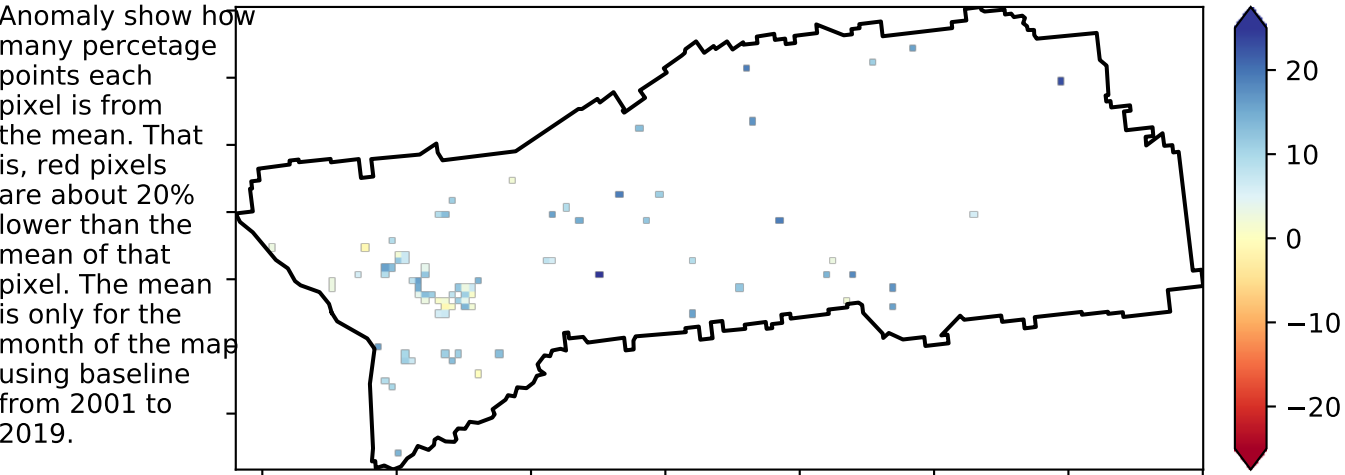 Anomaly show how
many percetage
points each
pixel is from
the mean. That
is, red pixels
are about 20%
lower than the
mean of that
pixel. The mean
is only for the
month of the map
using baseline
from 2001 to
2019.
20
10
0
−10
−20